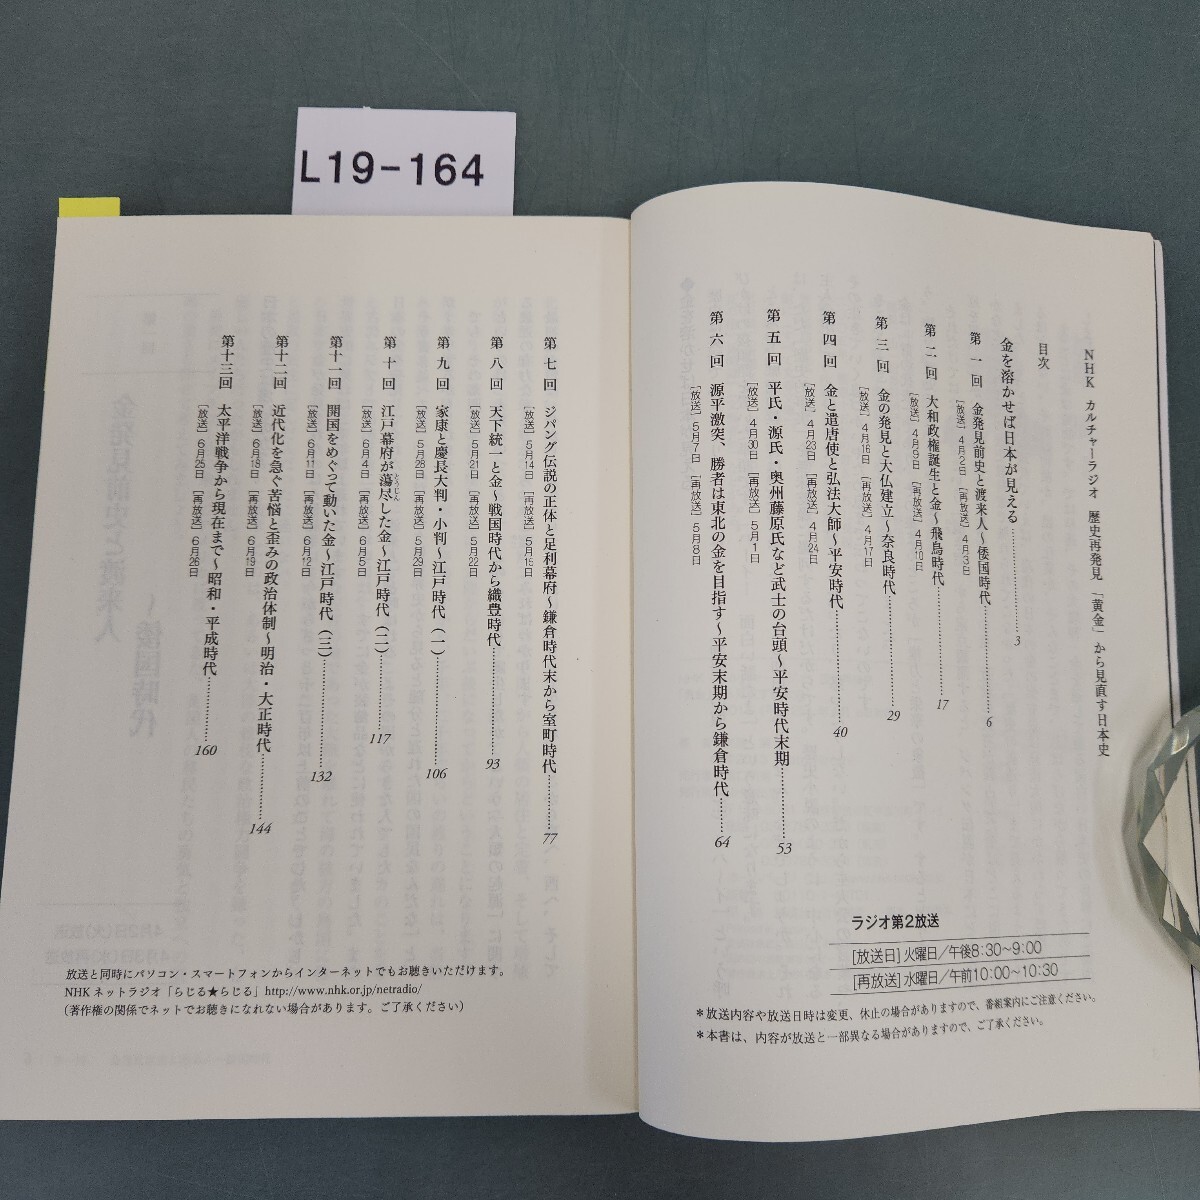 L19-164
NHK カルチャーラジオ 歴史再発見 「黄金」から見直す日本史
目次
金を溶かせば日本が見える…………3
第一回 金発見前史と渡来人〜倭国時代…………6
[放送] 4月2日 [再放送] 4月3日
第二回 大和政権誕生と金〜飛鳥時代…………17
[放送] 4月9日 [再放送] 4月10日
第三回 金の発見と大仏建立〜奈良時代…………29
[放送] 4月16日 [再放送] 4月17日
第四回 金と遣唐使と弘法大師〜平安時代…………40
[放送] 4月23日 [再放送] 4月24日
第五回 平氏・源氏・奥州藤原氏など武士の台頭〜平安時代末期…………53
[放送] 4月30日 [再放送] 5月1日
第六回 源平激突、勝者は東北の金を目指す〜平安末期から鎌倉時代…………64
[放送] 5月7日 [再放送] 5月8日
ラジオ第2放送
[放送日] 火曜日/午後8:30〜9:00
[再放送] 水曜日/午前10:00〜10:30
*放送内容や放送日時は変更、休止の場合がありますので、番組案内にご注意ください。
*本書は、内容が放送と一部異なる場合がありますので、ご了承ください。
第七回 ジパング伝説の正体と足利幕府〜鎌倉時代末から室町時代…………77
[放送] 5月14日 [再放送] 5月15日
第八回 天下統一と金〜戦国時代から織豊時代…………93
[放送] 5月21日 [再放送] 5月22日
第九回 家康と慶長大判・小判〜江戸時代(一)…………106
[放送] 5月28日 [再放送] 5月29日
第十回 江戸幕府が蕩尽した金〜江戸時代(二)…………117
[放送] 6月4日 [再放送] 6月5日
第十一回 開国をめぐって動いた金〜江戸時代(三)…………132
[放送] 6月11日 [再放送] 6月12日
第十二回 近代化を急ぐ苦悩と歪みの政治体制〜明治・大正時代…………144
[放送] 6月18日 [再放送] 6月19日
第十三回 太平洋戦争から現在まで〜昭和・平成時代…………160
[放送] 6月25日 [再放送] 6月26日
放送と同時にパソコン・スマートフォンからインターネットでもお聴きいただけます。
NHKネットラジオ「らじる★らじる」http://www.nhk.or.jp/netradio/
(著作権の関係でネットでお聴きになれない場合があります。ご了承ください)